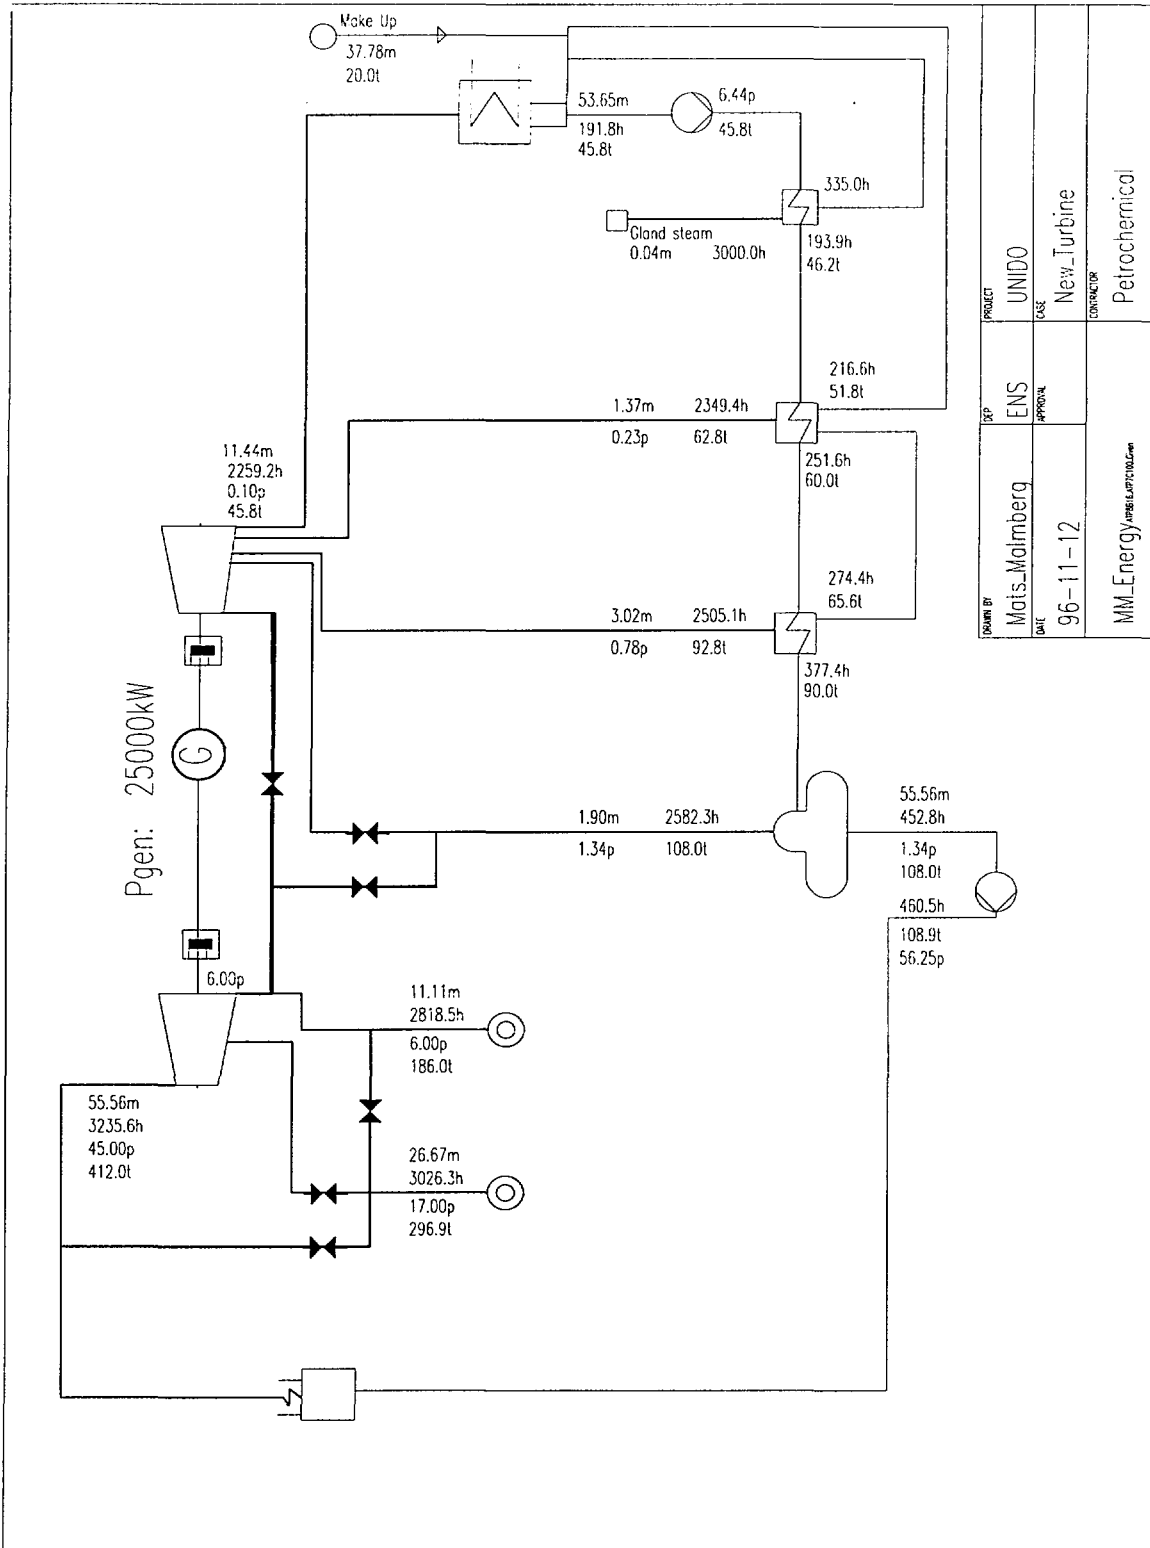 Make Up
37.78m
20.0t
53.65m
191.8h
45.8t
6.44p
45.8t
335.0h
Gland steam
0.04m 3000.0h
193.9h
46.2t
216.6h
51.8t
1.37m 2349.4h
0.23p 62.8t
251.6h
60.0t
11.44m
2259.2h
0.10p
45.8t
274.4h
65.6t
3.02m 2505.1h
0.78p 92.8t
377.4h
90.0t
Pgen: 25000kW
G
1.90m 2582.3h
1.34p 108.0t
55.56m
452.8h
1.34p
108.0t
460.5h
108.9t
56.25p
6.00p
11.11m
2818.5h
6.00p
186.0t
55.56m
3235.6h
45.00p
412.0t
26.67m
3026.3h
17.00p
296.9t
DRAWN BY
Mats_Malmberg
DEP
ENS
PROJECT
UNIDO
DATE
96-11-12
APPROVAL
CASE
New_Turbine
MM_Energy
CONTRACTOR
Petrochemical